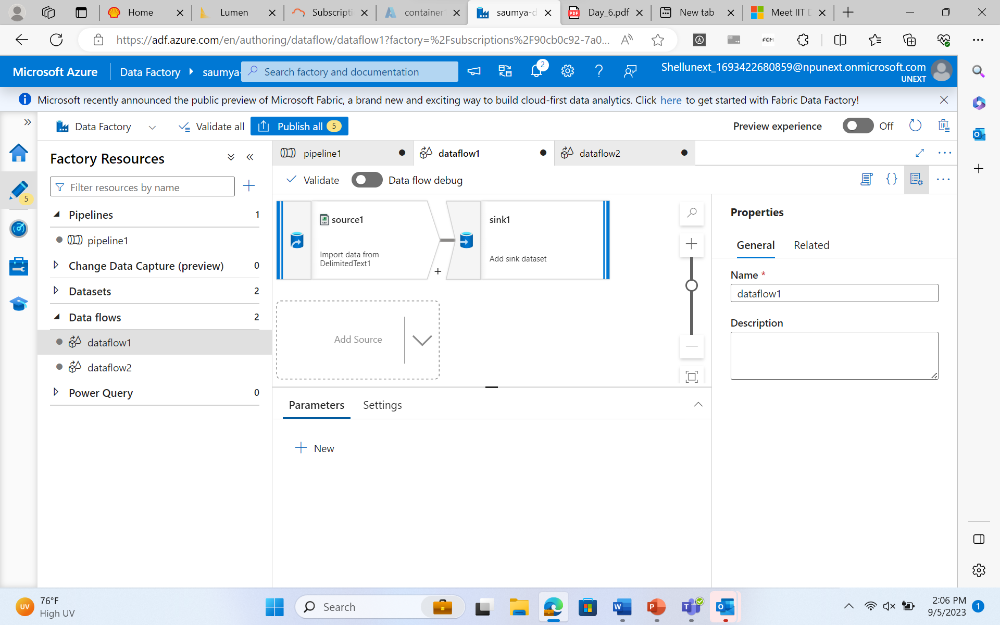 Home
Lumen
Subscripti
container
saumya-d
Day_6.pdf
New tab
Meet IIT D
https://adf.azure.com/en/authoring/dataflow/dataflow1?factory=%2Fsubscriptions%2F90cb0c92-7a0...
Microsoft Azure
Data Factory
saumya-
Search factory and documentation
2
Shellunext_1693422680859@npunext.onmicrosoft.com
UNEXT
Microsoft recently announced the public preview of Microsoft Fabric, a brand new and exciting way to build cloud-first data analytics. Click here to get started with Fabric Data Factory!
Data Factory
Validate all
Publish all 5
Preview experience
Off
Factory Resources
pipeline1
dataflow1
dataflow2
Validate
Data flow debug
Filter resources by name
5
Pipelines 1
pipeline1
Change Data Capture (preview) 0
Datasets 2
Data flows 2
dataflow1
dataflow2
Power Query 0
source1
Import data from
DelimitedText1
+
sink1
Add sink dataset
Add Source
Properties
General
Related
Name *
dataflow1
Description
Parameters
Settings
New
UV
76°F
High UV
Search
2:06 PM
9/5/2023
1